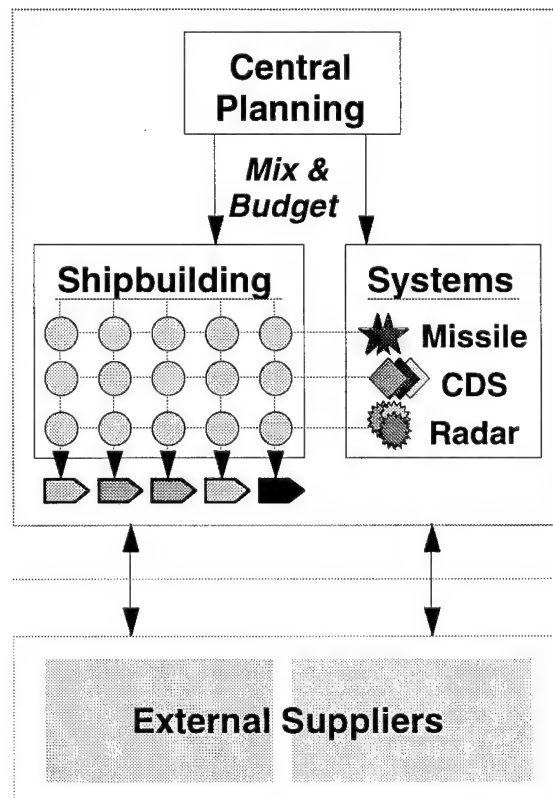 Central
Planning
Mix &
Budget
Shipbuilding
Systems
Missile
CDS
Radar
External Suppliers